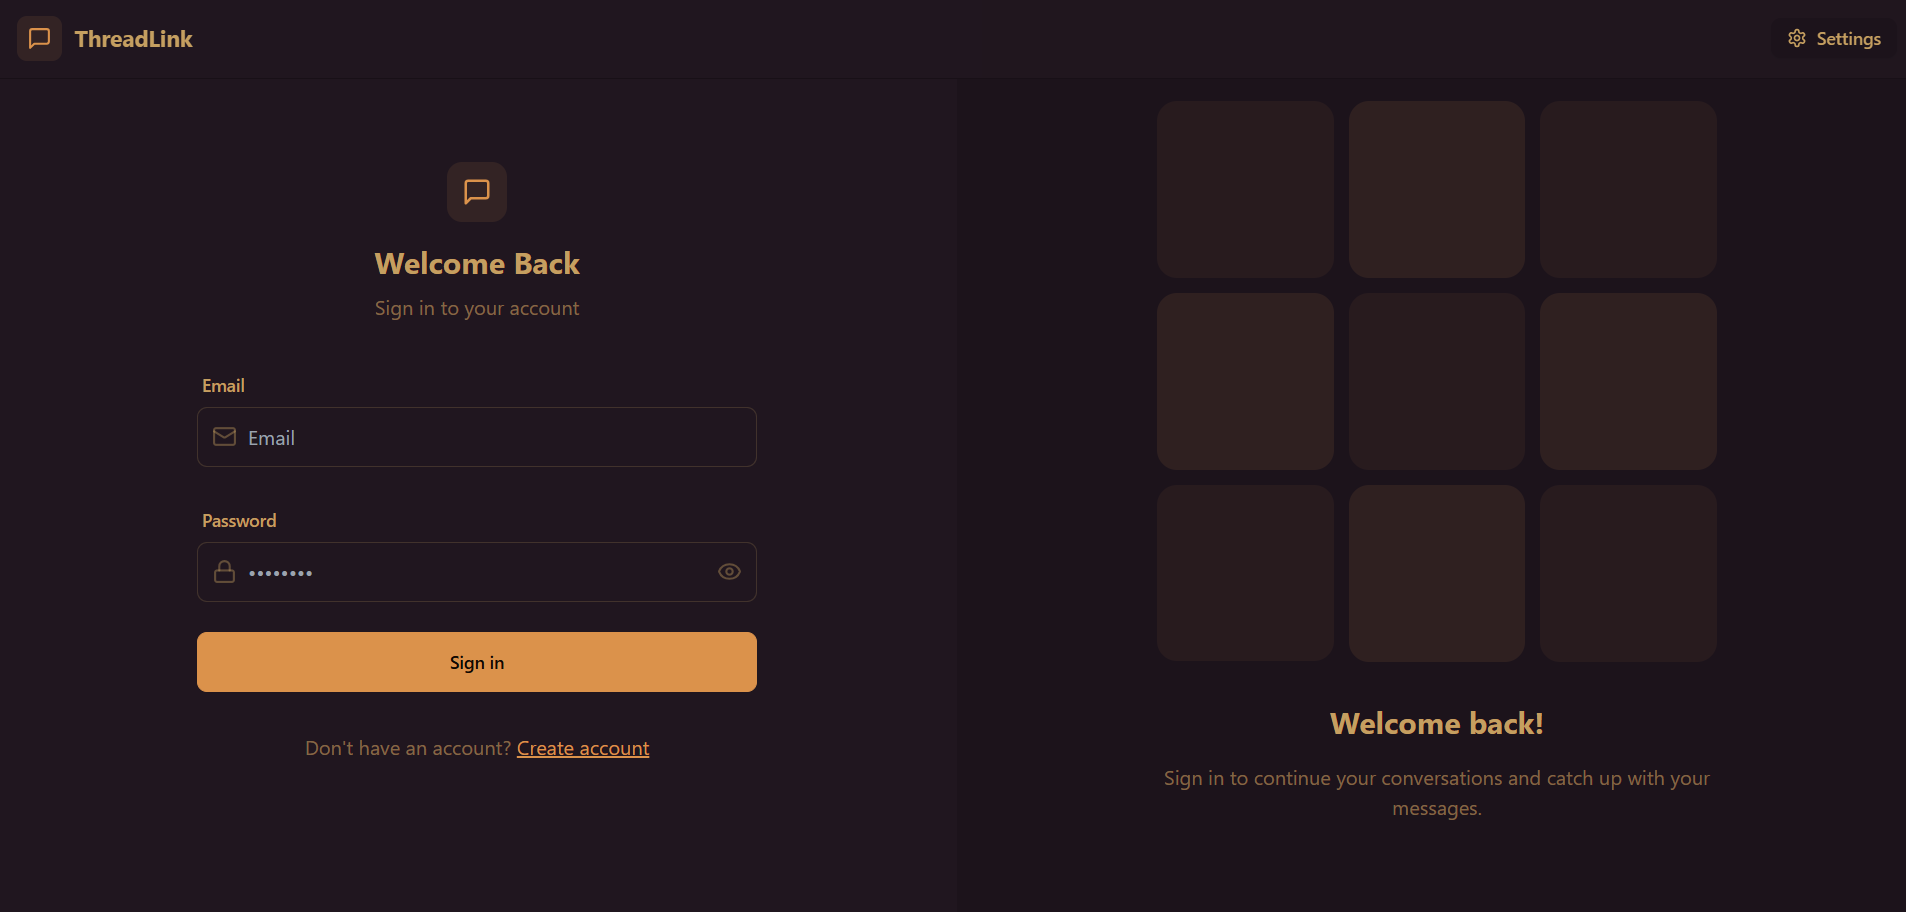 ThreadLink
Settings
Welcome Back
Sign in to your account
Email
Email
Password
••••••••
Sign in
Don't have an account? Create account
Welcome back!
Sign in to continue your conversations and catch up with your
messages.